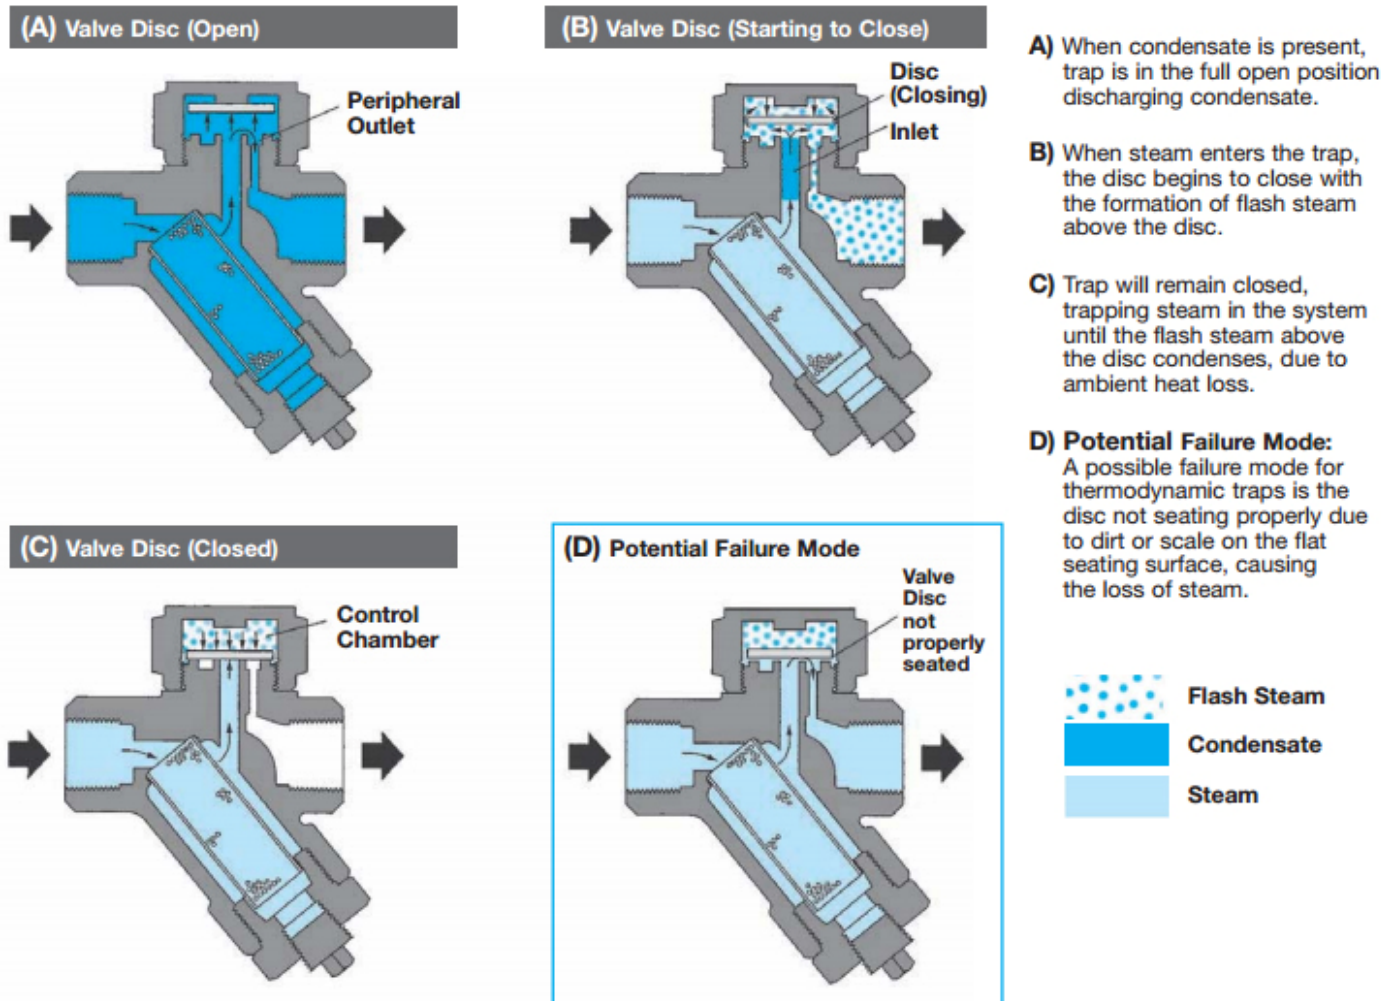 (A) Valve Disc (Open)
Peripheral
Outlet
(B) Valve Disc (Starting to Close)
Disc
(Closing)
Inlet
A) When condensate is present,
trap is in the full open position
discharging condensate.
B) When steam enters the trap,
the disc begins to close with
the formation of flash steam
above the disc.
C) Trap will remain closed,
trapping steam in the system
until the flash steam above
the disc condenses, due to
ambient heat loss.
D) Potential Failure Mode:
A possible failure mode for
thermodynamic traps is the
disc not seating properly due
to dirt or scale on the flat
seating surface, causing
the loss of steam.
(C) Valve Disc (Closed)
Control
Chamber
(D) Potential Failure Mode
Valve
Disc
not
properly
seated
Flash Steam
Condensate
Steam